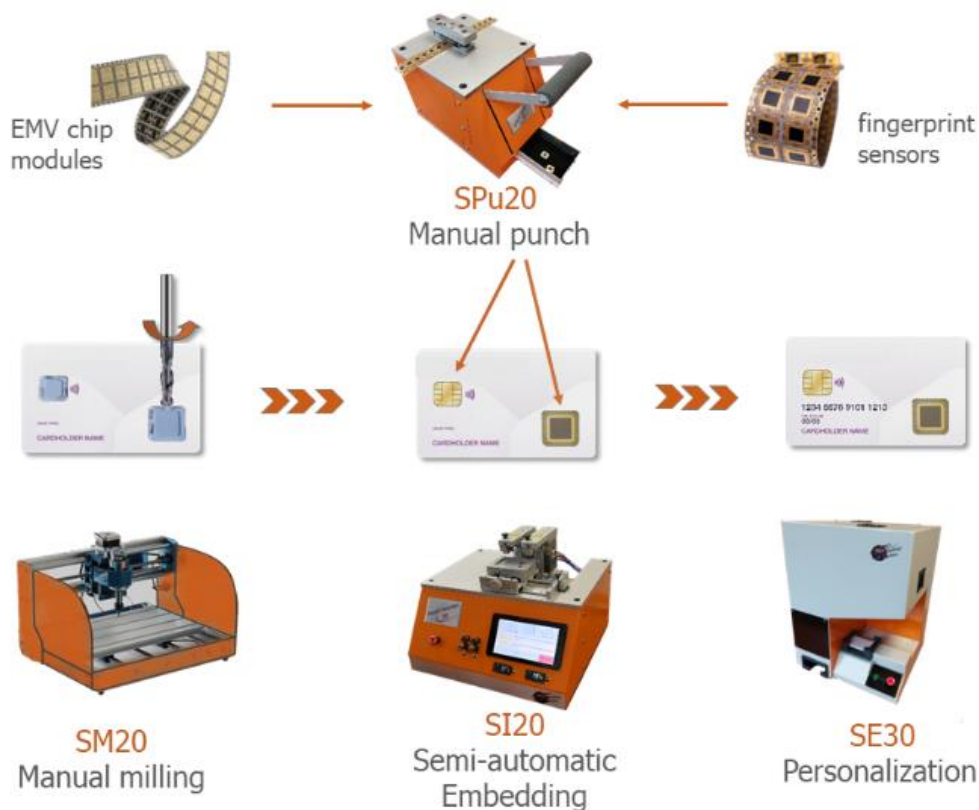 EMV chip
modules
fingerprint
sensors
SPu20
Manual punch
CARDHOLDER NAME
CARDHOLDER NAME
1234 5678 9101 1213
CARDHOLDER NAME
SM20
Manual milling
SI20
Semi-automatic
Embedding
SE30
Personalization